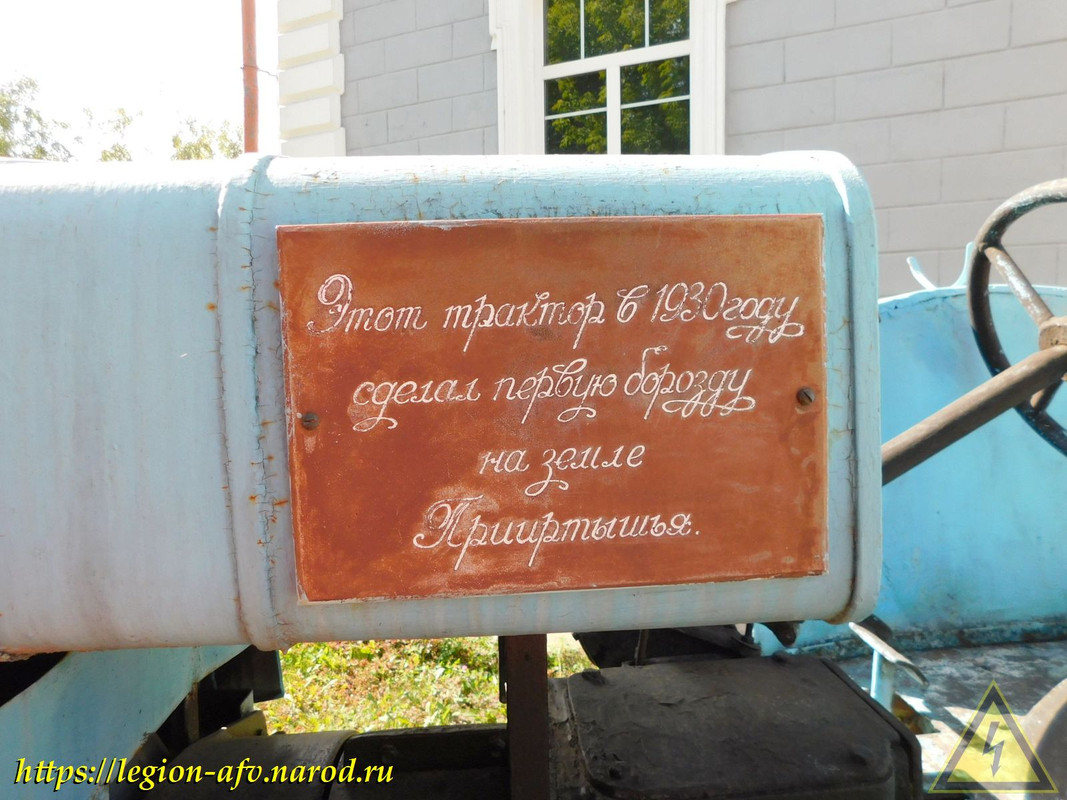 Этот трактор в 1930 году
сделал первую борозду
на земле
Прииртышья.
https://legion-afv.narod.ru